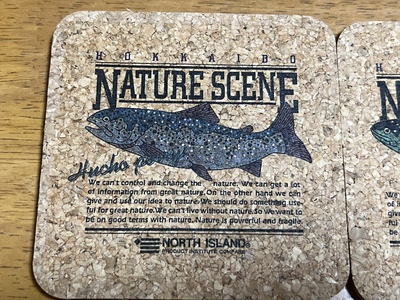 HOKKAIDO
NATURE SCENE
Hucho
We can't control and change the nature. We can get a lot
of information from great nature. On the other hand we can
give and use our idea to nature. We should do something use-
ful for great nature. We can't live without nature. So we want to
be on good terms with nature. Nature is powerful and fragile.
NORTH ISLAND
PRODUCT INSTITUTE COMPANY